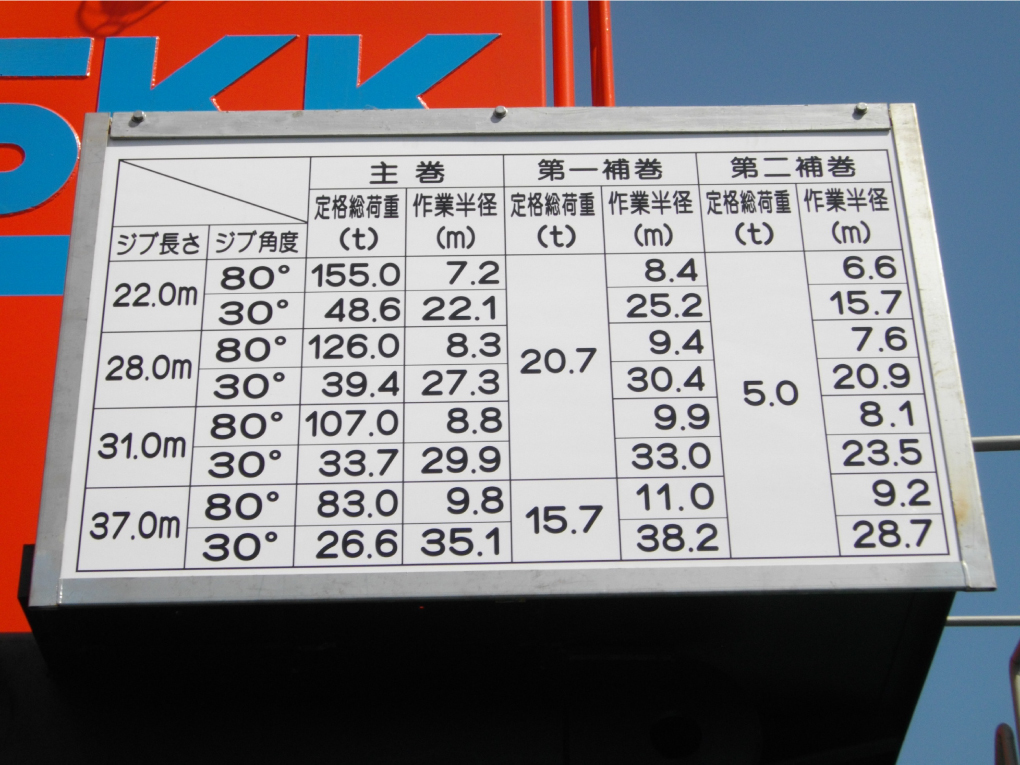 SKK
主巻 第一補巻 第二補巻
定格総荷重 作業半径 定格総荷重 作業半径 定格総荷重 作業半径
ジブ長さ ジブ角度 (t) (m) (t) (m) (t) (m)
22.0m 80° 155.0 7.2 20.7 8.4 5.0 6.6
30° 48.6 22.1 25.2 15.7
28.0m 80° 126.0 8.3 9.4 7.6
30° 39.4 27.3 30.4 20.9
31.0m 80° 107.0 8.8 9.9 8.1
30° 33.7 29.9 33.0 23.5
37.0m 80° 83.0 9.8 15.7 11.0 9.2
30° 26.6 35.1 38.2 28.7